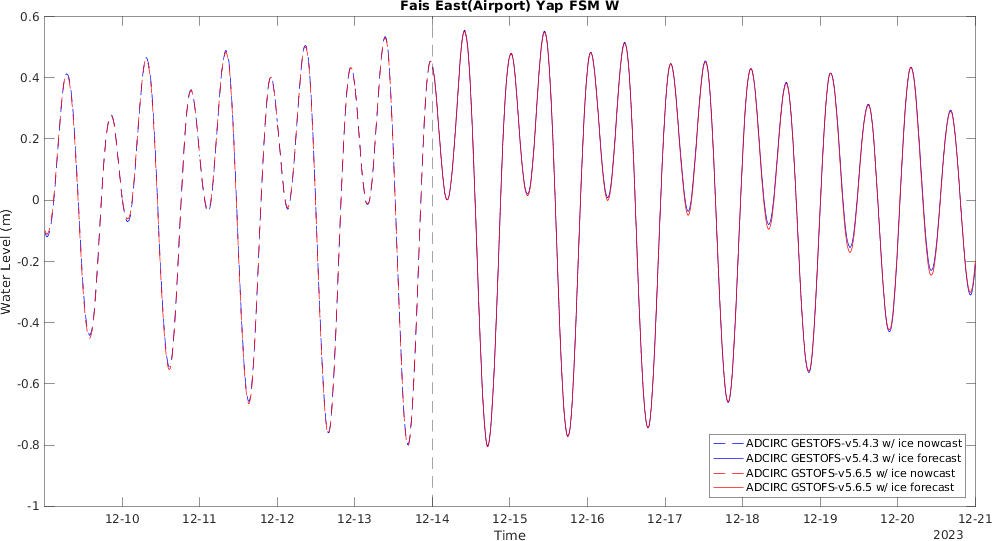 Fais East(Airport) Yap FSM W
0.6
0.4
0.2
0
-0.2
-0.4
-0.6
-0.8
-1
Water Level (m)
ADCIRC GESTOFS-v5.4.3 w/ ice nowcast
ADCIRC GESTOFS-v5.4.3 w/ ice forecast
ADCIRC GSTOFS-v5.6.5 w/ ice nowcast
ADCIRC GSTOFS-v5.6.5 w/ ice forecast
12-10 12-11 12-12 12-13 12-14 12-15 12-16 12-17 12-18 12-19 12-20 12-21
Time 2023